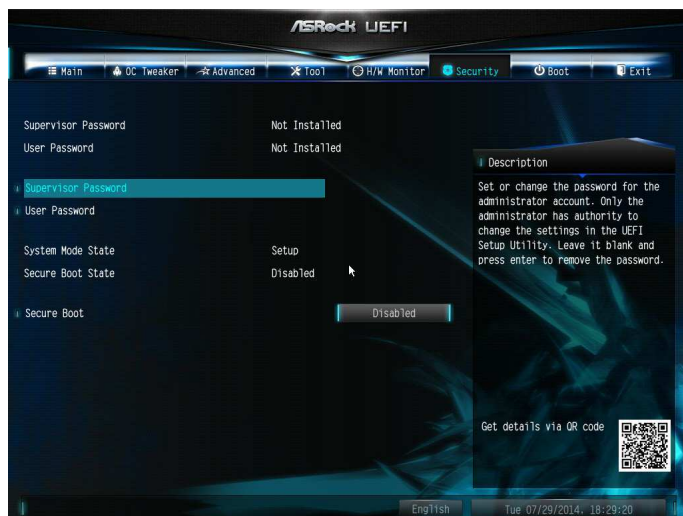 ASRock UEFI
Main OC Tweaker Advanced Tool H/W Monitor Security Boot Exit
Supervisor Password Not Installed
User Password Not Installed
Supervisor Password
User Password
System Mode State Setup
Secure Boot State Disabled
Secure Boot Disabled
Description
Set or change the password for the
administrator account. Only the
administrator has authority to
change the settings in the UEFI
Setup Utility. Leave it blank and
press enter to remove the password.
Get details via QR code
English Tue 07/29/2014. 18:29:20